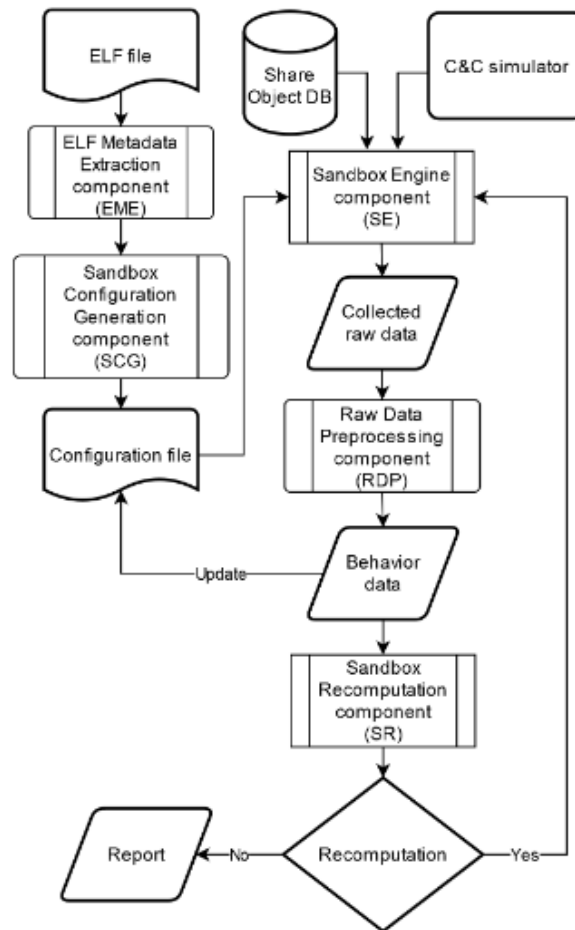 ELF file
Share
Object DB
C&C simulator
ELF Metadata
Extraction
component
(EME)
Sandbox Engine
component
(SE)
Sandbox
Configuration
Generation
component
(SCG)
Collected
raw data
Configuration file
Raw Data
Preprocessing
component
(RDP)
Update
Behavior
data
Sandbox
Recomputation
component
(SR)
Report
No
Recomputation
Yes